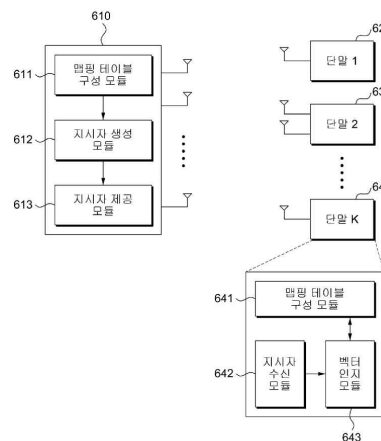 610
611
맵핑 테이블
구성 모듈
612
지시자 생성
모듈
613
지시자 제공
모듈
단말 1
단말 2
단말 K
641
맵핑 테이블
구성 모듈
642
지시자
수신
모듈
벡터
인지
모듈
643